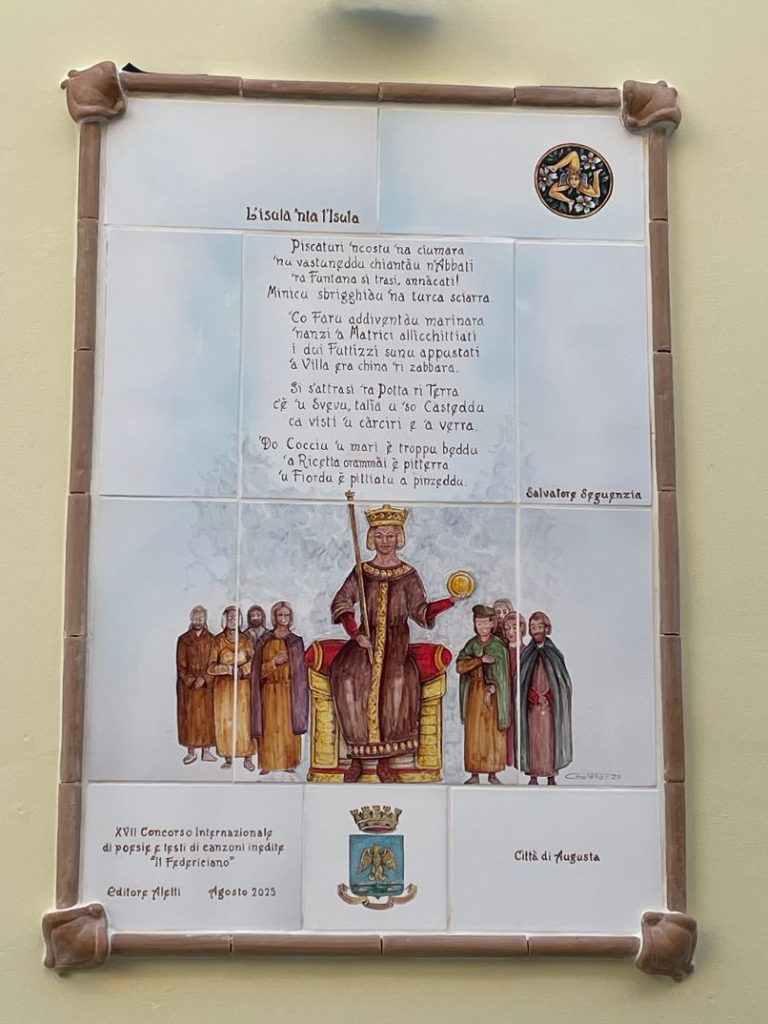 L'isula 'nta l'Isula
Piscaturi 'ncostu 'na ciumara
'nu vastuneddu chiantàu n'Abbati
'ra Funtana si trasi, annàcati!
Minicu sbrigghiàu 'na turca sciarra.
'Co Faru addiventàu marinara
'nanzi 'a Matrici allicchittiati
i dui Futtizzi sunu appustati
'a Villa era china 'ri zabbara.
Si s'attrasi 'ra Potta ri Terra
c'è 'u Svevu, talìa u 'so Casteddu
ca visti 'u càrciri e 'a verra.
'Do Cocciu 'u mari è troppu beddu
'a Ricetta orammài è pitterra
'u Fiordu è pittiatu a pinzeddu.
Salvatore Seguenzia
XVII Concorso Internazionale
di poesie e testi di canzoni inedite
"Il Federiciano"
Editore Aletti Agosto 2025
Città di Augusta